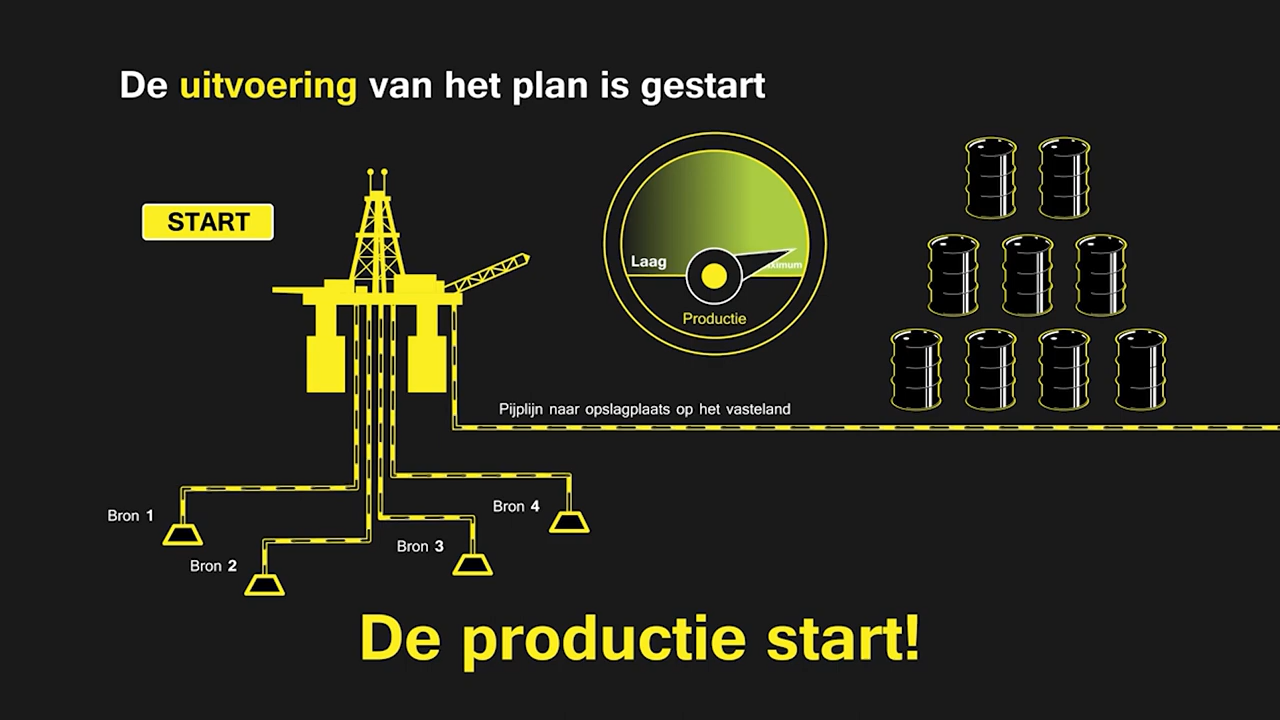 De uitvoering van het plan is gestart
START
Laag
Productie
Pijplijn naar opslagplaats op het vasteland
Bron 1
Bron 2
Bron 3
Bron 4
De productie start!